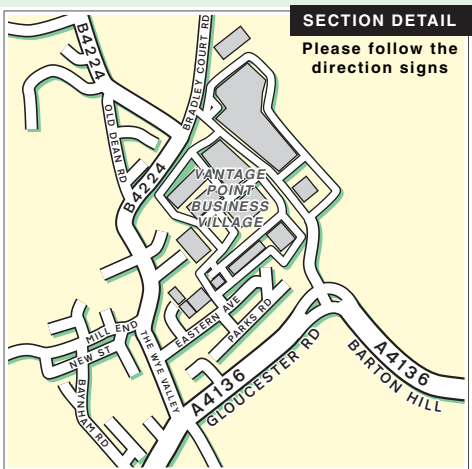 SECTION DETAIL
Please follow the
direction signs
B4224
BRADLEY COURT RD
OLD DEAN RD
B4224
VANTAGE
POINT
BUSINESS
VILLAGE
MILL END
NEW ST
THE WYE VALLEY
EASTERN AVE
PARKS RD
BAYNHAM RD
A4136
GLOUCESTER RD
A4136
BARTON HILL